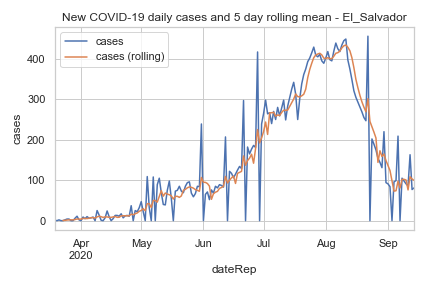 New COVID-19 daily cases and 5 day rolling mean - El_Salvador
cases
cases (rolling)
400
300
200
100
0
cases
Apr
2020
May
Jun
Jul
Aug
Sep
dateRep